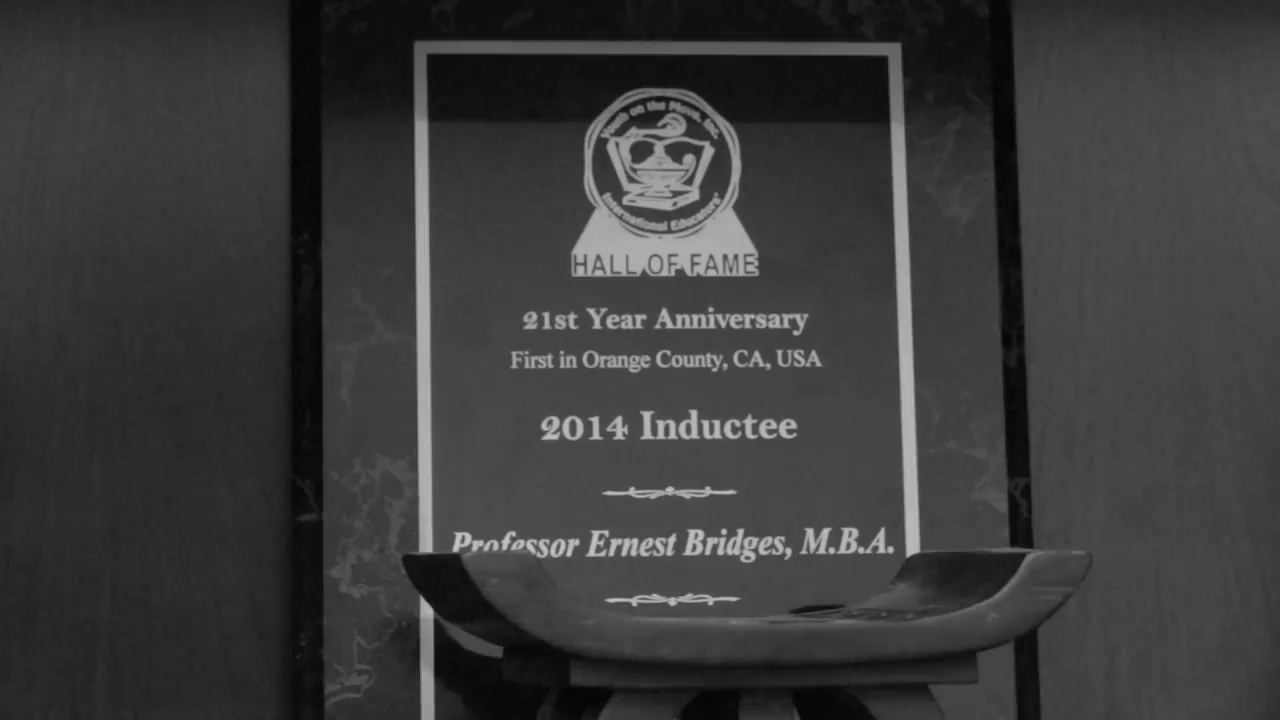 Youth on the Move, Inc.
International Educators'
HALL OF FAME
21st Year Anniversary
First in Orange County, CA, USA
2014 Inductee
Professor Ernest Bridges, M.B.A.